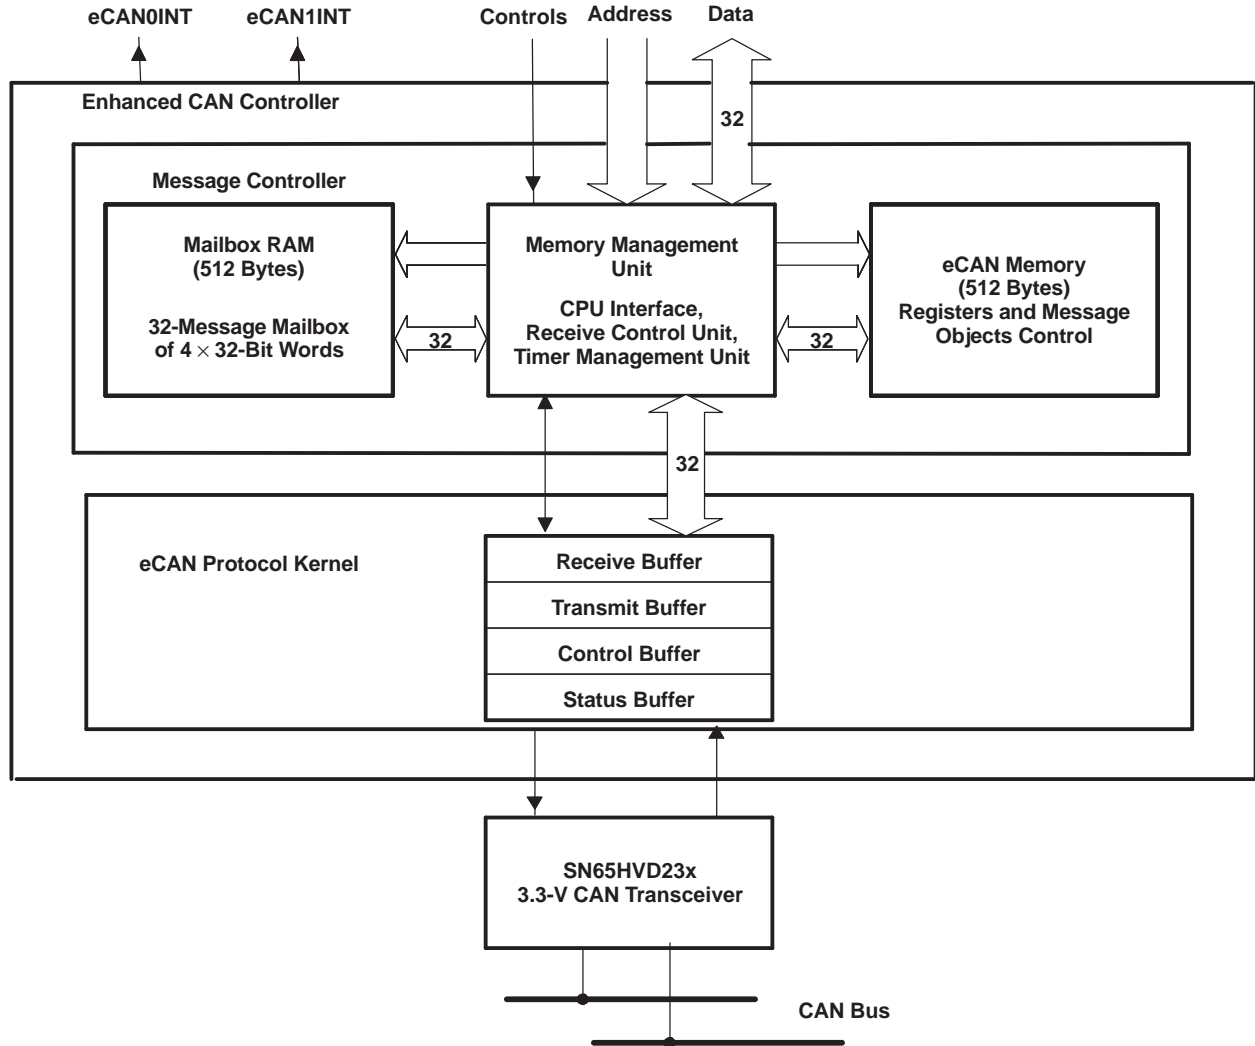 eCAN0INT eCAN1INT Controls Address Data
Enhanced CAN Controller
32
Message Controller
Mailbox RAM
(512 Bytes)
32-Message Mailbox
of 4 × 32-Bit Words
32
Memory Management
Unit
CPU Interface,
Receive Control Unit,
Timer Management Unit
32
eCAN Memory
(512 Bytes)
Registers and Message
Objects Control
32
eCAN Protocol Kernel
Receive Buffer
Transmit Buffer
Control Buffer
Status Buffer
SN65HVD23x
3.3-V CAN Transceiver
CAN Bus